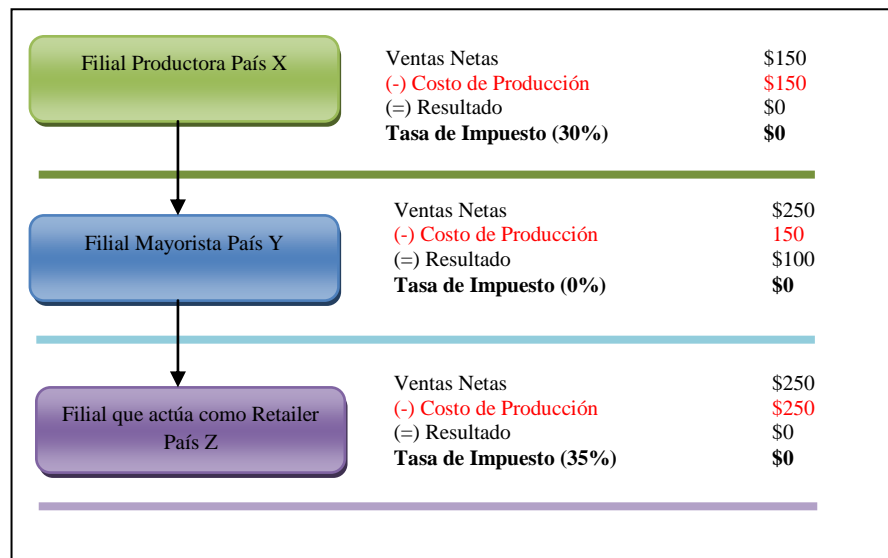 Filial Productora País X
Ventas Netas $150
(-) Costo de Producción $150
(=) Resultado $0
Tasa de Impuesto (30%) $0
Filial Mayorista País Y
Ventas Netas $250
(-) Costo de Producción 150
(=) Resultado $100
Tasa de Impuesto (0%) $0
Filial que actúa como Retailer
País Z
Ventas Netas $250
(-) Costo de Producción $250
(=) Resultado $0
Tasa de Impuesto (35%) $0